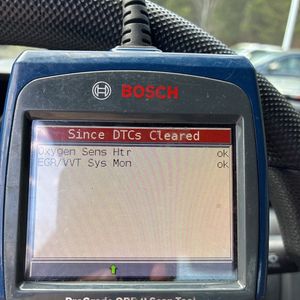 BOSCH
Since DTCs Cleared
Oxygen Sens Htr ok
EGR/VVT Sys Mon ok